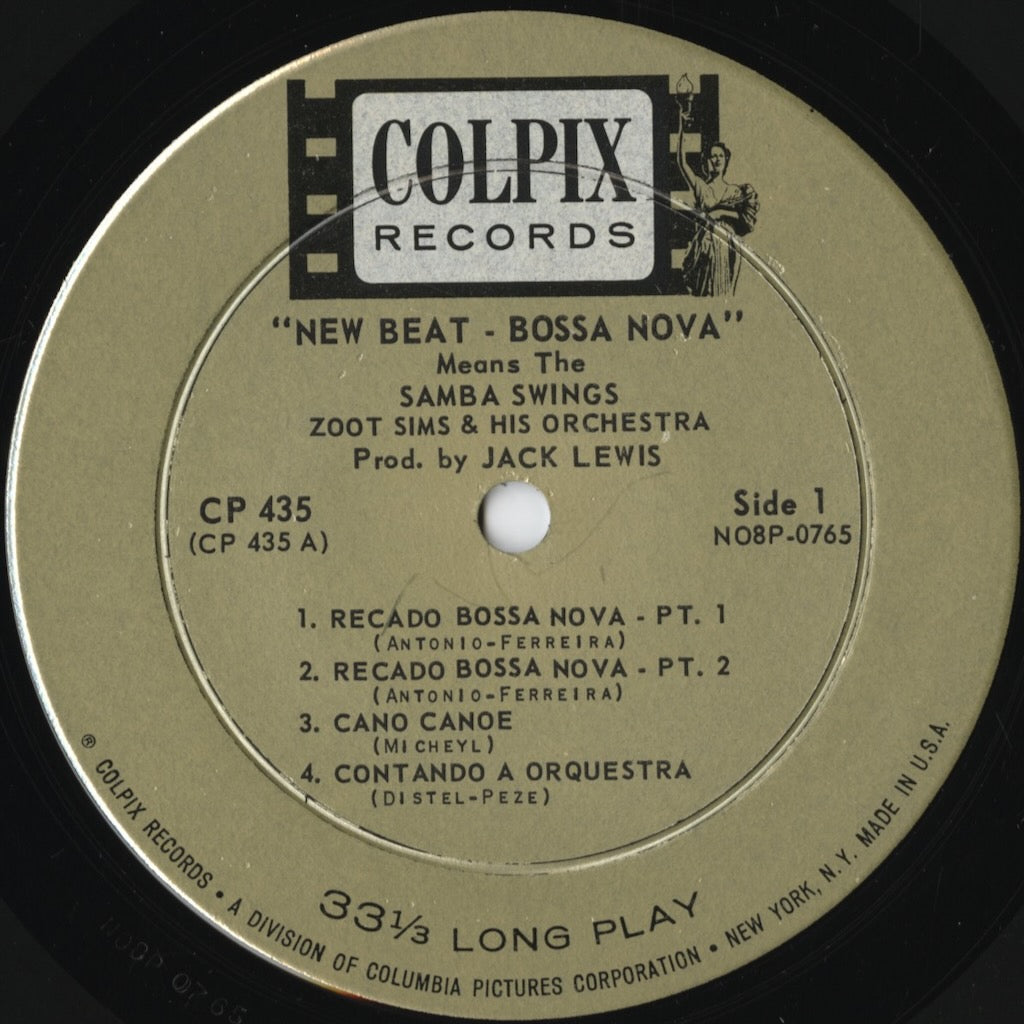 COLPIX
RECORDS
"NEW BEAT - BOSSA NOVA"
Means The
SAMBA SWINGS
ZOOT SIMS & HIS ORCHESTRA
Prod. by JACK LEWIS
CP 435
(CP 435 A)
Side 1
NO8P-0765
1. RECADO BOSSA NOVA - PT. 1
(ANTONIO-FERREIRA)
2. RECADO BOSSA NOVA - PT. 2
(ANTONIO-FERREIRA)
3. CANO CANOE
(MICHEYL)
4. CONTANDO A ORQUESTRA
(DISTEL-PEZE)
33⅓ LONG PLAY
® COLPIX RECORDS • A DIVISION OF COLUMBIA PICTURES CORPORATION • NEW YORK, N.Y. MADE IN U.S.A.